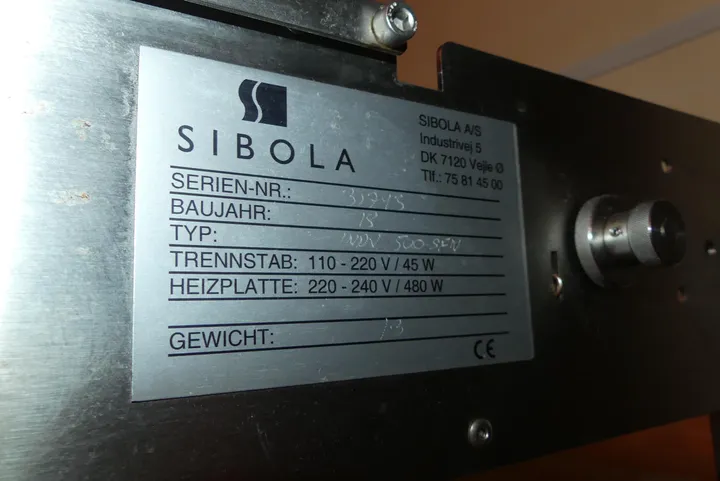 SIBOLA
SIBOLA A/S
Industrivej 5
DK 7120 Vejle Ø
Tlf.: 75 81 45 00
SERIEN-NR.:
BAUJAHR:
TYP:
TRENNSTAB: 110 - 220 V / 45 W
HEIZPLATTE: 220 - 240 V / 480 W
GEWICHT:
CE